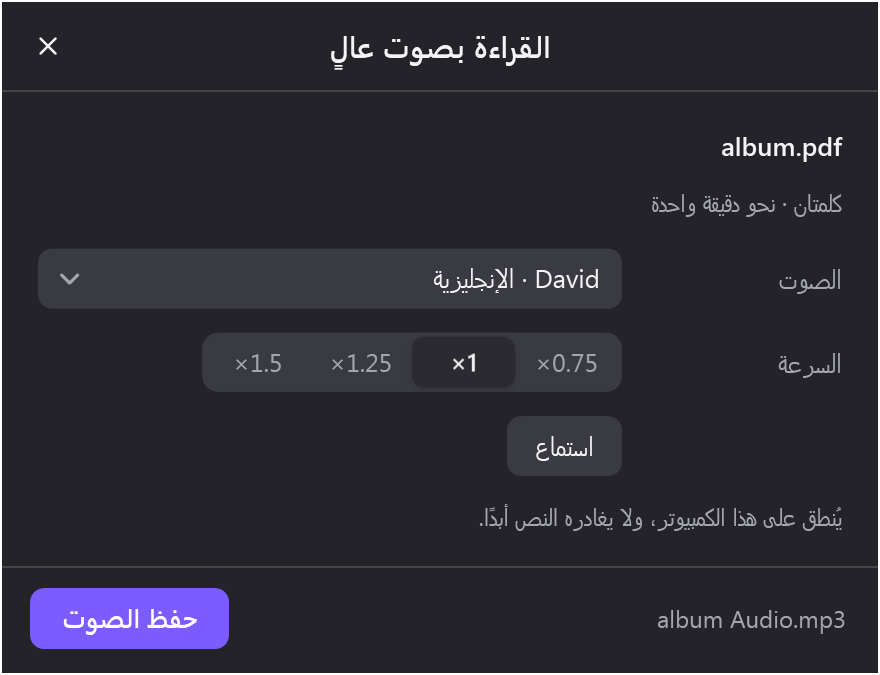 القراءة بصوت عالٍ
album.pdf
كلمتان · نحو دقيقة واحدة
الصوت
David · الإنجليزية
السرعة
×0.75 ×1 ×1.25 ×1.5
استماع
يُنطق على هذا الكمبيوتر، ولا يغادره النص أبدًا.
album Audio.mp3
حفظ الصوت